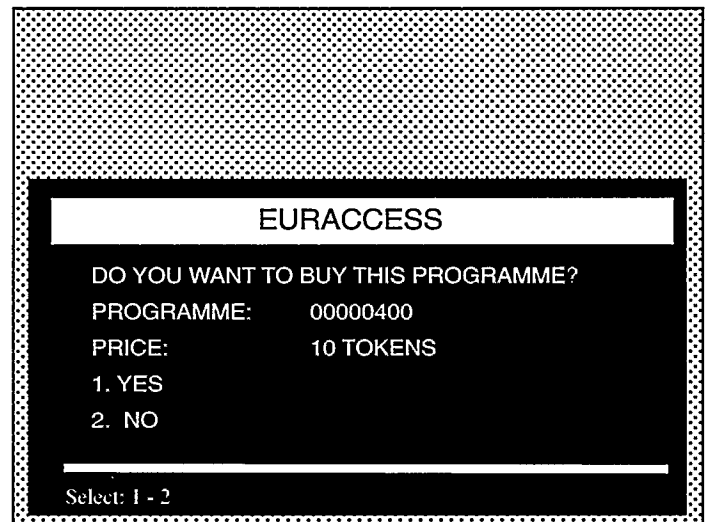 EURACCESS
DO YOU WANT TO BUY THIS PROGRAMME?
PROGRAMME: 00000400
PRICE: 10 TOKENS
1. YES
2. NO
Select: 1 - 2